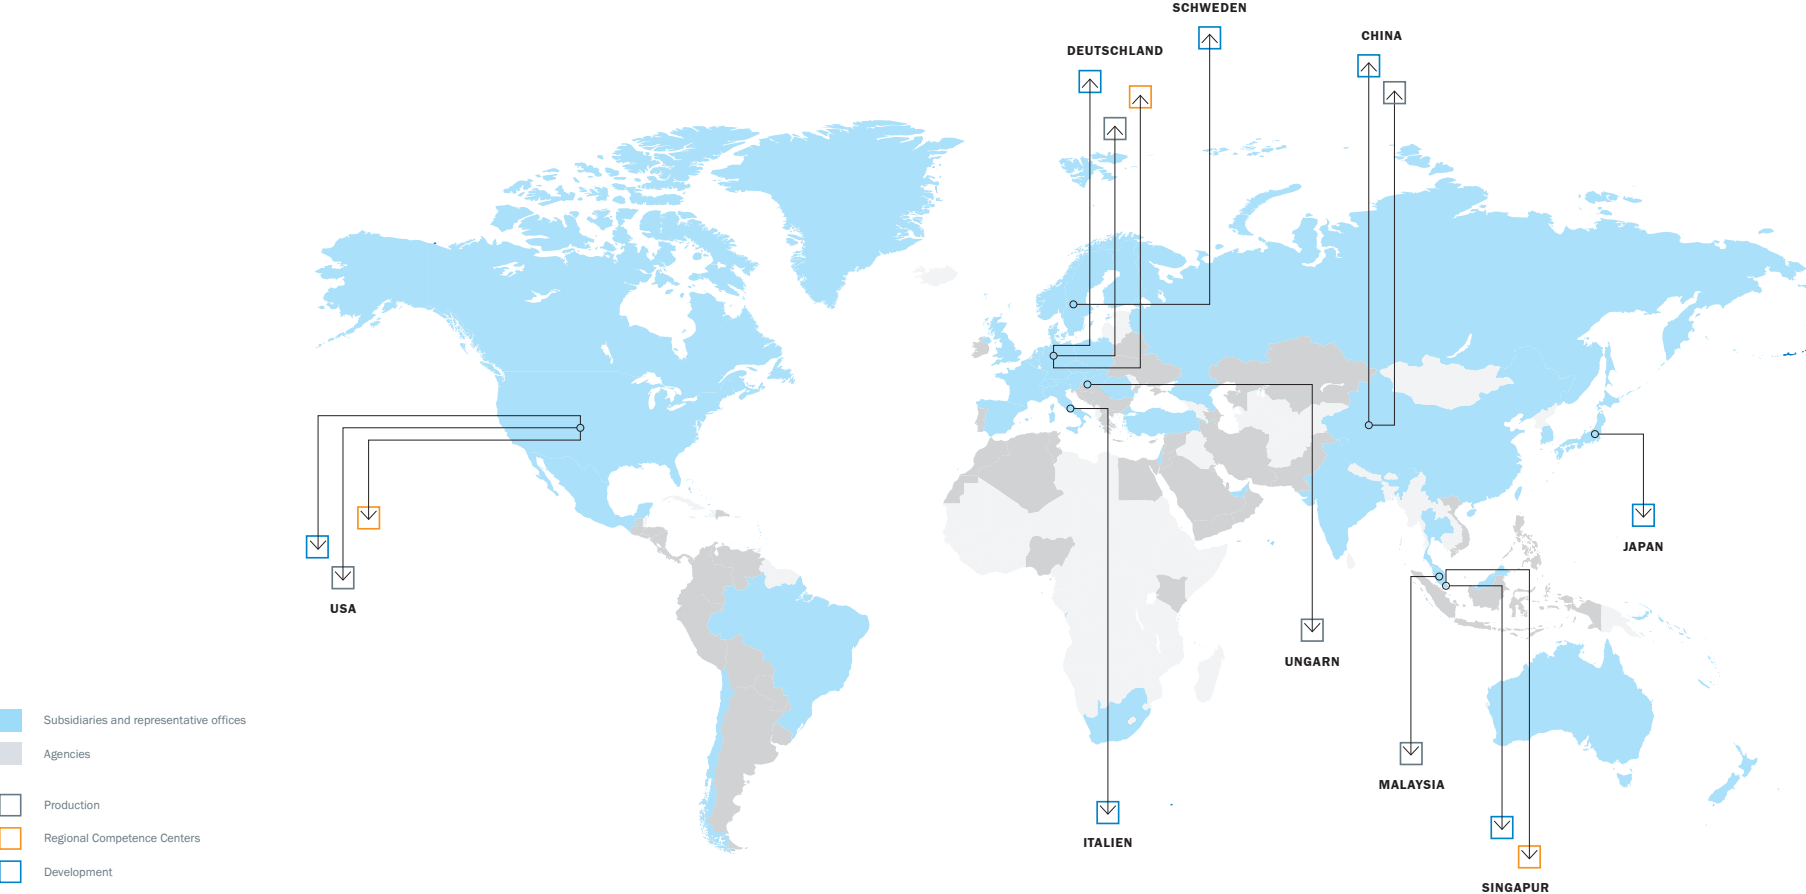 SCHWEDEN
CHINA
DEUTSCHLAND
JAPAN
USA
UNGARN
Subsidiaries and representative offices
Agencies
MALAYSIA
Production
Regional Competence Centers
ITALIEN
Development
SINGAPUR